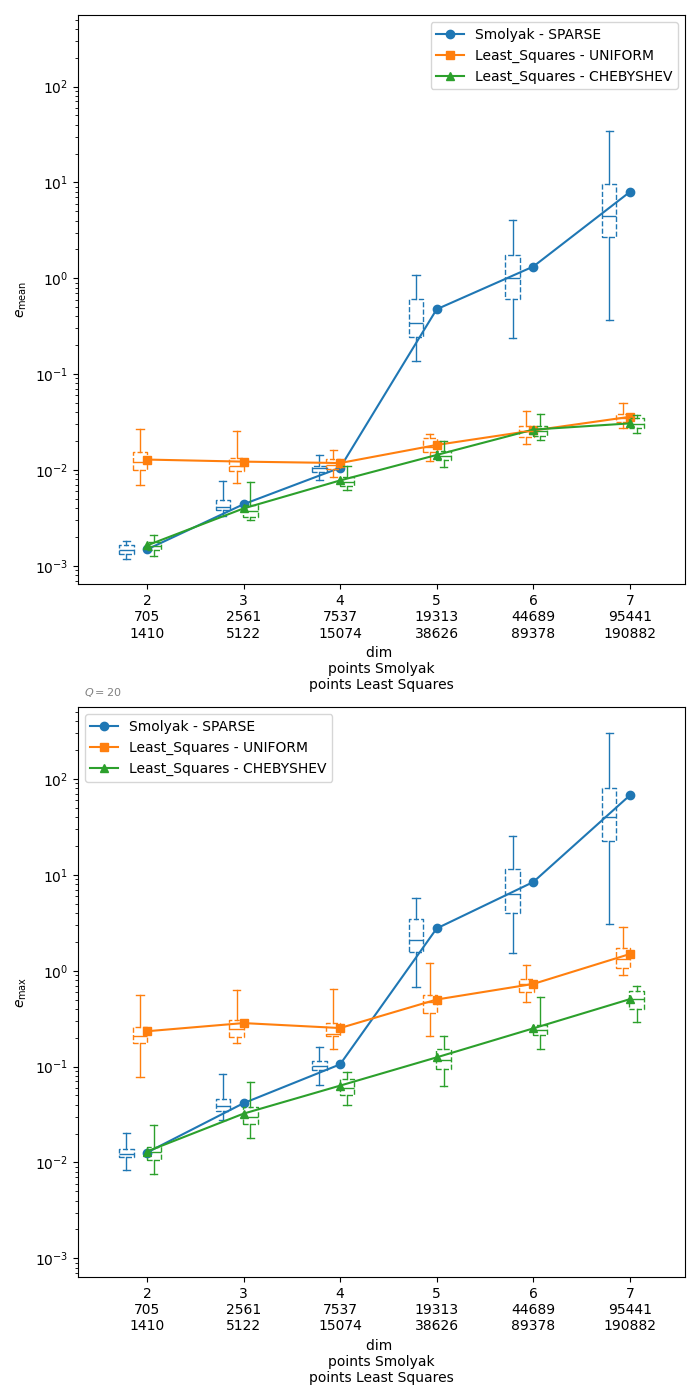 Smolyak - SPARSE
Least_Squares - UNIFORM
Least_Squares - CHEBYSHEV
10²
10¹
10⁰
10⁻¹
10⁻²
10⁻³
e_mean
2 3 4 5 6 7
705 2561 7537 19313 44689 95441
1410 5122 15074 38626 89378 190882
dim
points Smolyak
points Least Squares
Q = 20
Smolyak - SPARSE
Least_Squares - UNIFORM
Least_Squares - CHEBYSHEV
10²
10¹
10⁰
10⁻¹
10⁻²
10⁻³
e_max
2 3 4 5 6 7
705 2561 7537 19313 44689 95441
1410 5122 15074 38626 89378 190882
dim
points Smolyak
points Least Squares